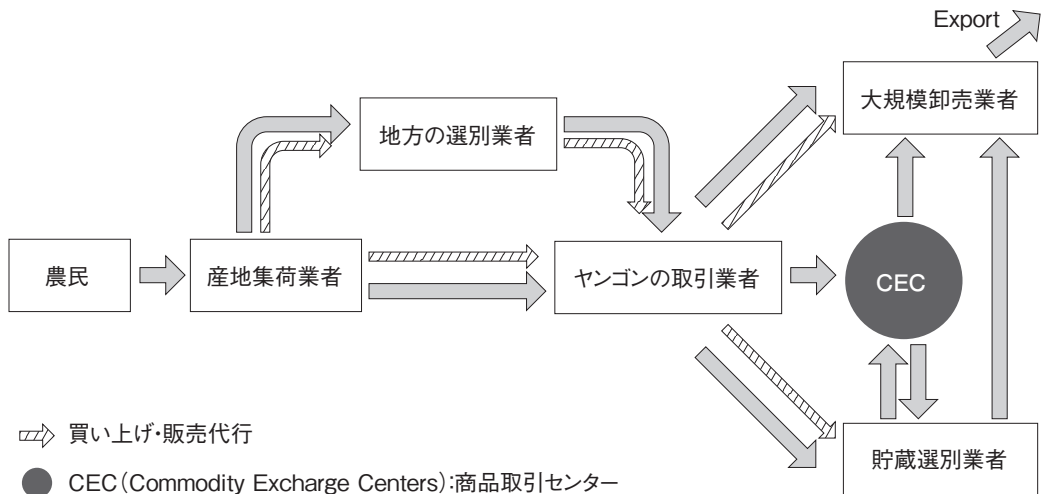 Export
大規模卸売業者
地方の選別業者
農民
産地集荷業者
ヤンゴンの取引業者
CEC
買い上げ・販売代行
貯蔵選別業者
CEC（Commodity Exchange Centers）：商品取引センター